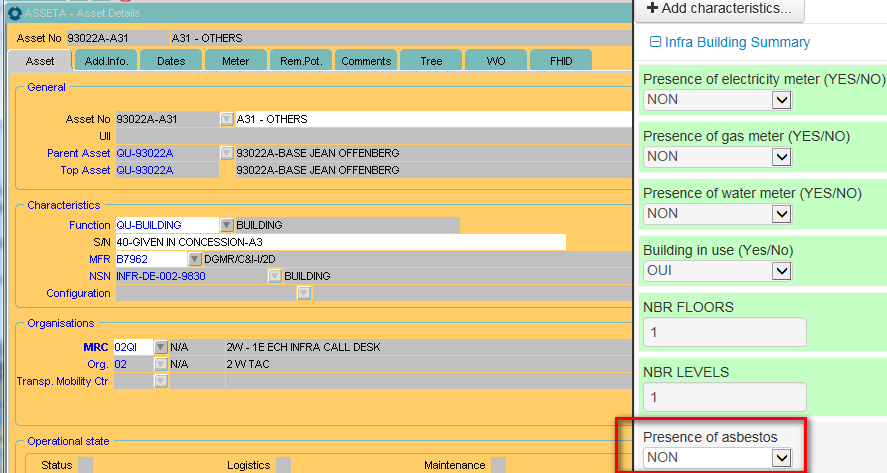 ASSETA - Asset Details
Asset No 93022A-A31 A31 - OTHERS
Asset Add.Info. Dates Meter Rem.Pot. Comments Tree WO FHID
General
Asset No 93022A-A31 A31 - OTHERS
UII
Parent Asset QU-93022A 93022A-BASE JEAN OFFENBERG
Top Asset QU-93022A 93022A-BASE JEAN OFFENBERG
Characteristics
Function QU-BUILDING BUILDING
S/N 40-GIVEN IN CONCESSION-A3
MFR B7962 DGMR/C&I-I/2D
NSN INFR-DE-002-9830 BUILDING
Configuration
Organisations
MRC 02QI N/A 2W - 1E ECH INFRA CALL DESK
Org. 02 N/A 2 W TAC
Transp. Mobility Ctr
Operational state
Status Logistics Maintenance
+ Add characteristics...
Infra Building Summary
Presence of electricity meter (YES/NO)
NON
Presence of gas meter (YES/NO)
NON
Presence of water meter (YES/NO)
NON
Building in use (Yes/No)
OUI
NBR FLOORS
1
NBR LEVELS
1
Presence of asbestos
NON